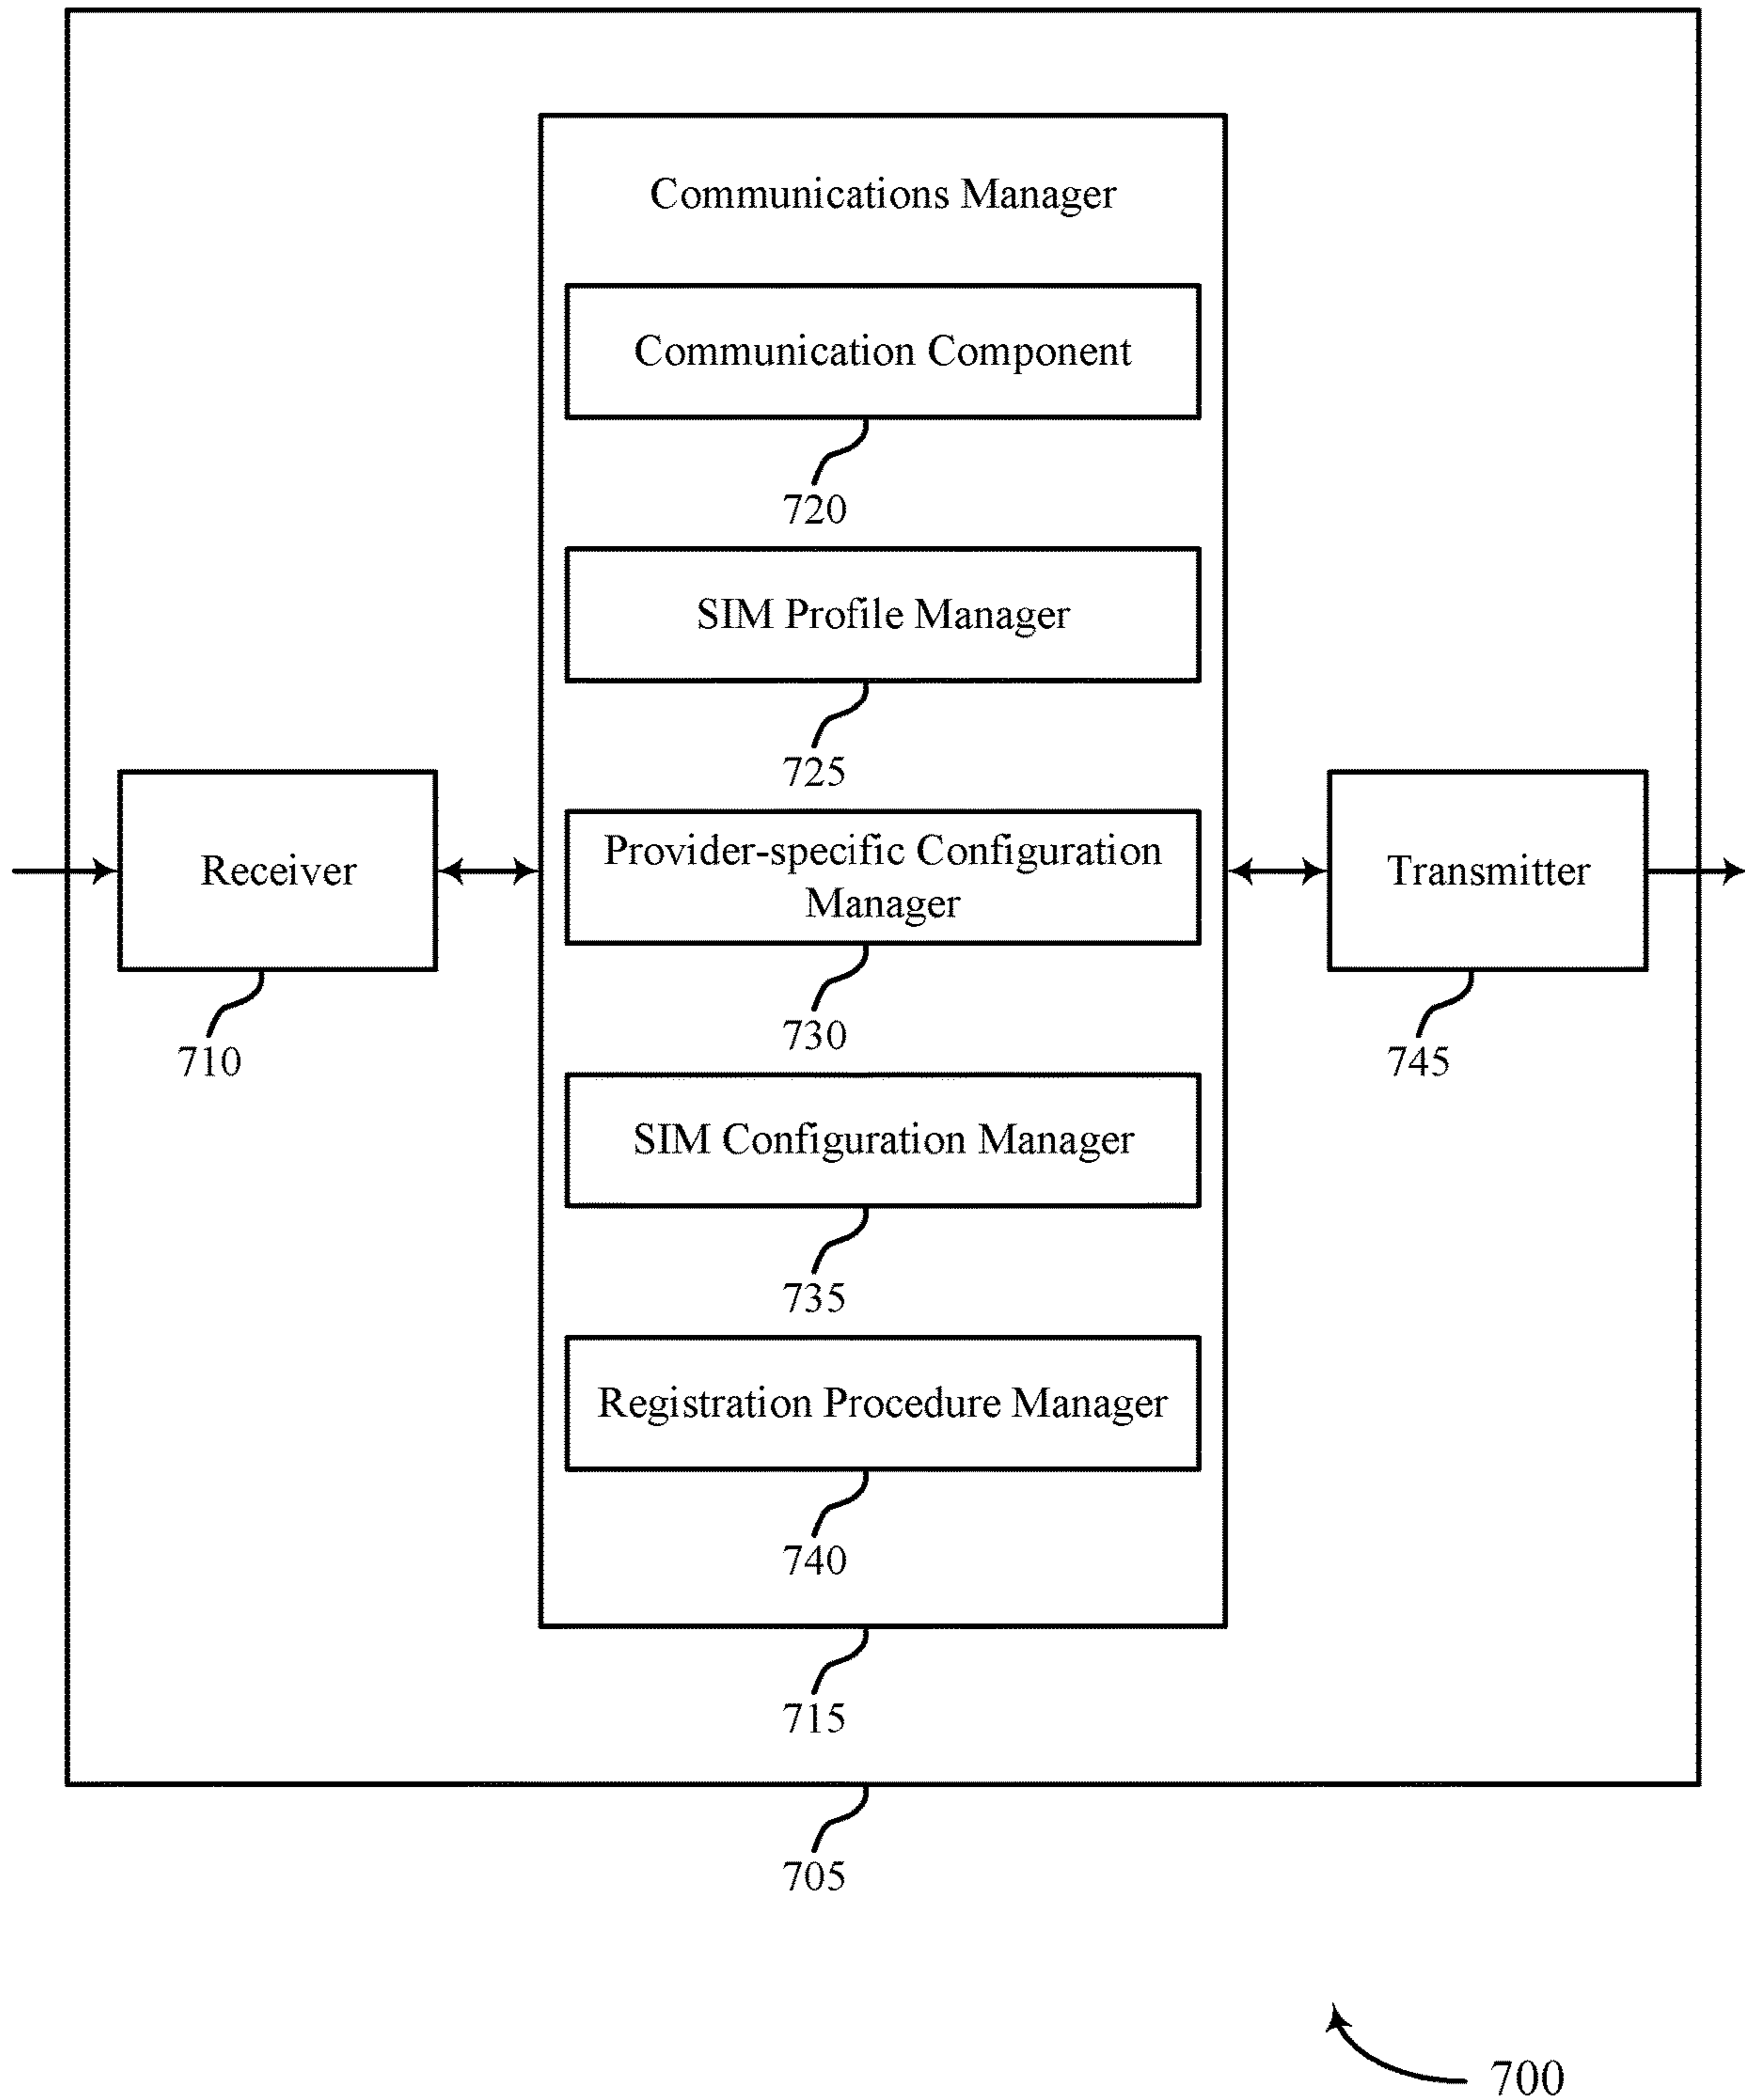 Communications Manager
Communication Component
720
SIM Profile Manager
725
Receiver
710
Provider-specific Configuration
Manager
730
Transmitter
745
SIM Configuration Manager
735
Registration Procedure Manager
740
715
705
700